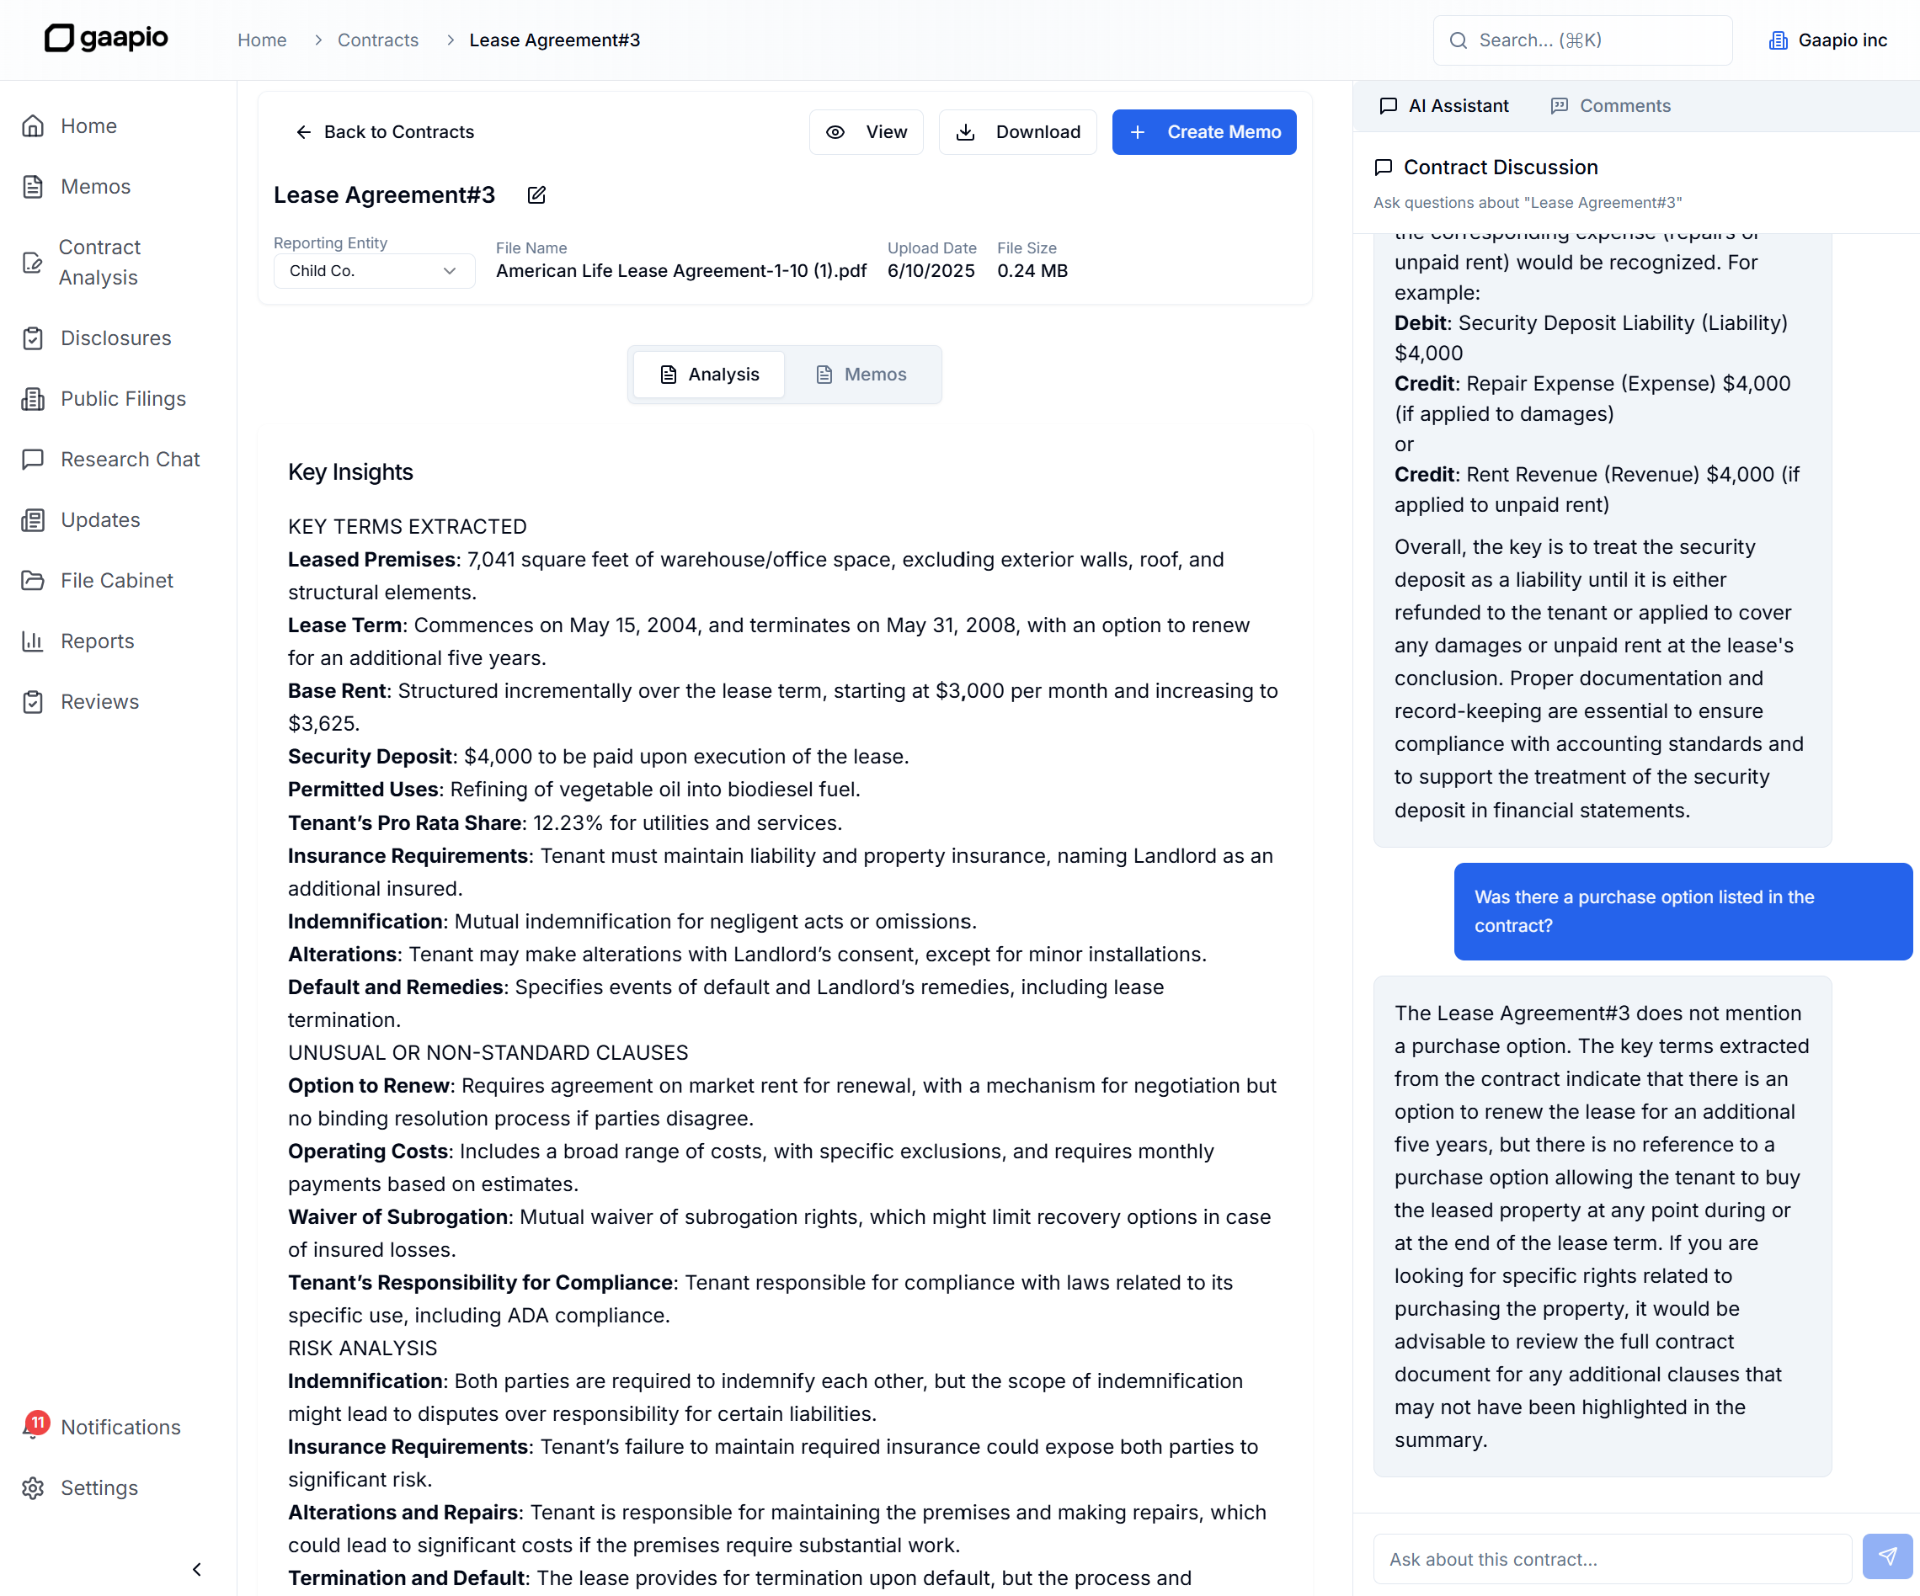 gaapio
Home > Contracts > Lease Agreement#3
Search... (⌘K)
Gaapio inc
Home
Memos
Contract
Analysis
Disclosures
Public Filings
Research Chat
Updates
File Cabinet
Reports
Reviews
11
Notifications
Settings
Back to Contracts
View
Download
Create Memo
Lease Agreement#3
Reporting Entity
Child Co.
File Name
American Life Lease Agreement-1-10 (1).pdf
Upload Date
6/10/2025
File Size
0.24 MB
Analysis
Memos
Key Insights
KEY TERMS EXTRACTED
Leased Premises: 7,041 square feet of warehouse/office space, excluding exterior walls, roof, and
structural elements.
Lease Term: Commences on May 15, 2004, and terminates on May 31, 2008, with an option to renew
for an additional five years.
Base Rent: Structured incrementally over the lease term, starting at $3,000 per month and increasing to
$3,625.
Security Deposit: $4,000 to be paid upon execution of the lease.
Permitted Uses: Refining of vegetable oil into biodiesel fuel.
Tenant’s Pro Rata Share: 12.23% for utilities and services.
Insurance Requirements: Tenant must maintain liability and property insurance, naming Landlord as an
additional insured.
Indemnification: Mutual indemnification for negligent acts or omissions.
Alterations: Tenant may make alterations with Landlord’s consent, except for minor installations.
Default and Remedies: Specifies events of default and Landlord’s remedies, including lease
termination.
UNUSUAL OR NON-STANDARD CLAUSES
Option to Renew: Requires agreement on market rent for renewal, with a mechanism for negotiation but
no binding resolution process if parties disagree.
Operating Costs: Includes a broad range of costs, with specific exclusions, and requires monthly
payments based on estimates.
Waiver of Subrogation: Mutual waiver of subrogation rights, which might limit recovery options in case
of insured losses.
Tenant’s Responsibility for Compliance: Tenant responsible for compliance with laws related to its
specific use, including ADA compliance.
RISK ANALYSIS
Indemnification: Both parties are required to indemnify each other, but the scope of indemnification
might lead to disputes over responsibility for certain liabilities.
Insurance Requirements: Tenant’s failure to maintain required insurance could expose both parties to
significant risk.
Alterations and Repairs: Tenant is responsible for maintaining the premises and making repairs, which
could lead to significant costs if the premises require substantial work.
Termination and Default: The lease provides for termination upon default, but the process and
AI Assistant
Comments
Contract Discussion
Ask questions about "Lease Agreement#3"
the corresponding expense (repairs or
unpaid rent) would be recognized. For
example:
Debit: Security Deposit Liability (Liability)
$4,000
Credit: Repair Expense (Expense) $4,000
(if applied to damages)
or
Credit: Rent Revenue (Revenue) $4,000 (if
applied to unpaid rent)
Overall, the key is to treat the security
deposit as a liability until it is either
refunded to the tenant or applied to cover
any damages or unpaid rent at the lease's
conclusion. Proper documentation and
record-keeping are essential to ensure
compliance with accounting standards and
to support the treatment of the security
deposit in financial statements.
Was there a purchase option listed in the
contract?
The Lease Agreement#3 does not mention
a purchase option. The key terms extracted
from the contract indicate that there is an
option to renew the lease for an additional
five years, but there is no reference to a
purchase option allowing the tenant to buy
the leased property at any point during or
at the end of the lease term. If you are
looking for specific rights related to
purchasing the property, it would be
advisable to review the full contract
document for any additional clauses that
may not have been highlighted in the
summary.
Ask about this contract...